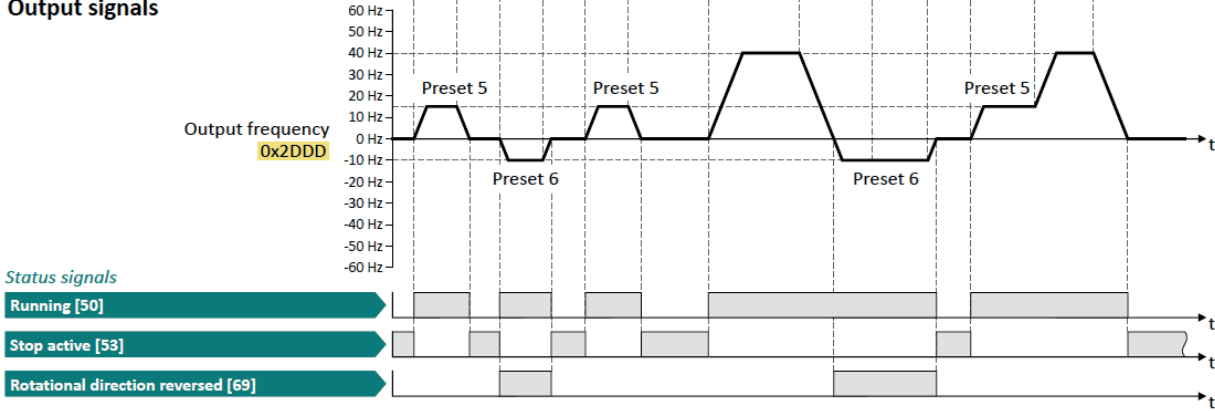 Output signals
60 Hz
50 Hz
40 Hz
30 Hz
20 Hz
10 Hz
0 Hz
-10 Hz
-20 Hz
-30 Hz
-40 Hz
-50 Hz
-60 Hz
Output frequency
0x2DDD
Preset 5
Preset 5
Preset 5
Preset 6
Preset 6
t
Status signals
Running [50]
t
Stop active [53]
t
Rotational direction reversed [69]
t